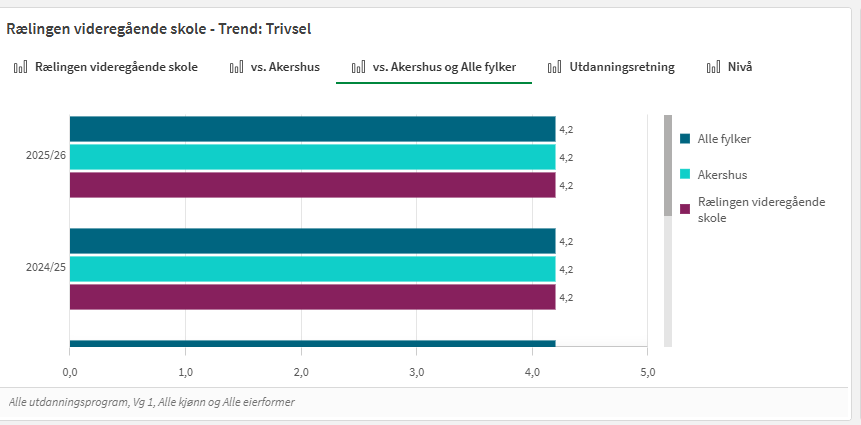 Rælingen videregående skole - Trend: Trivsel
Rælingen videregående skole
vs. Akershus
vs. Akershus og Alle fylker
Utdanningsretning
Nivå
2025/26
4,2
4,2
4,2
2024/25
4,2
4,2
4,2
0,0
1,0
2,0
3,0
4,0
5,0
Alle fylker
Akershus
Rælingen videregående
skole
Alle utdanningsprogram, Vg 1, Alle kjønn og Alle eierformer